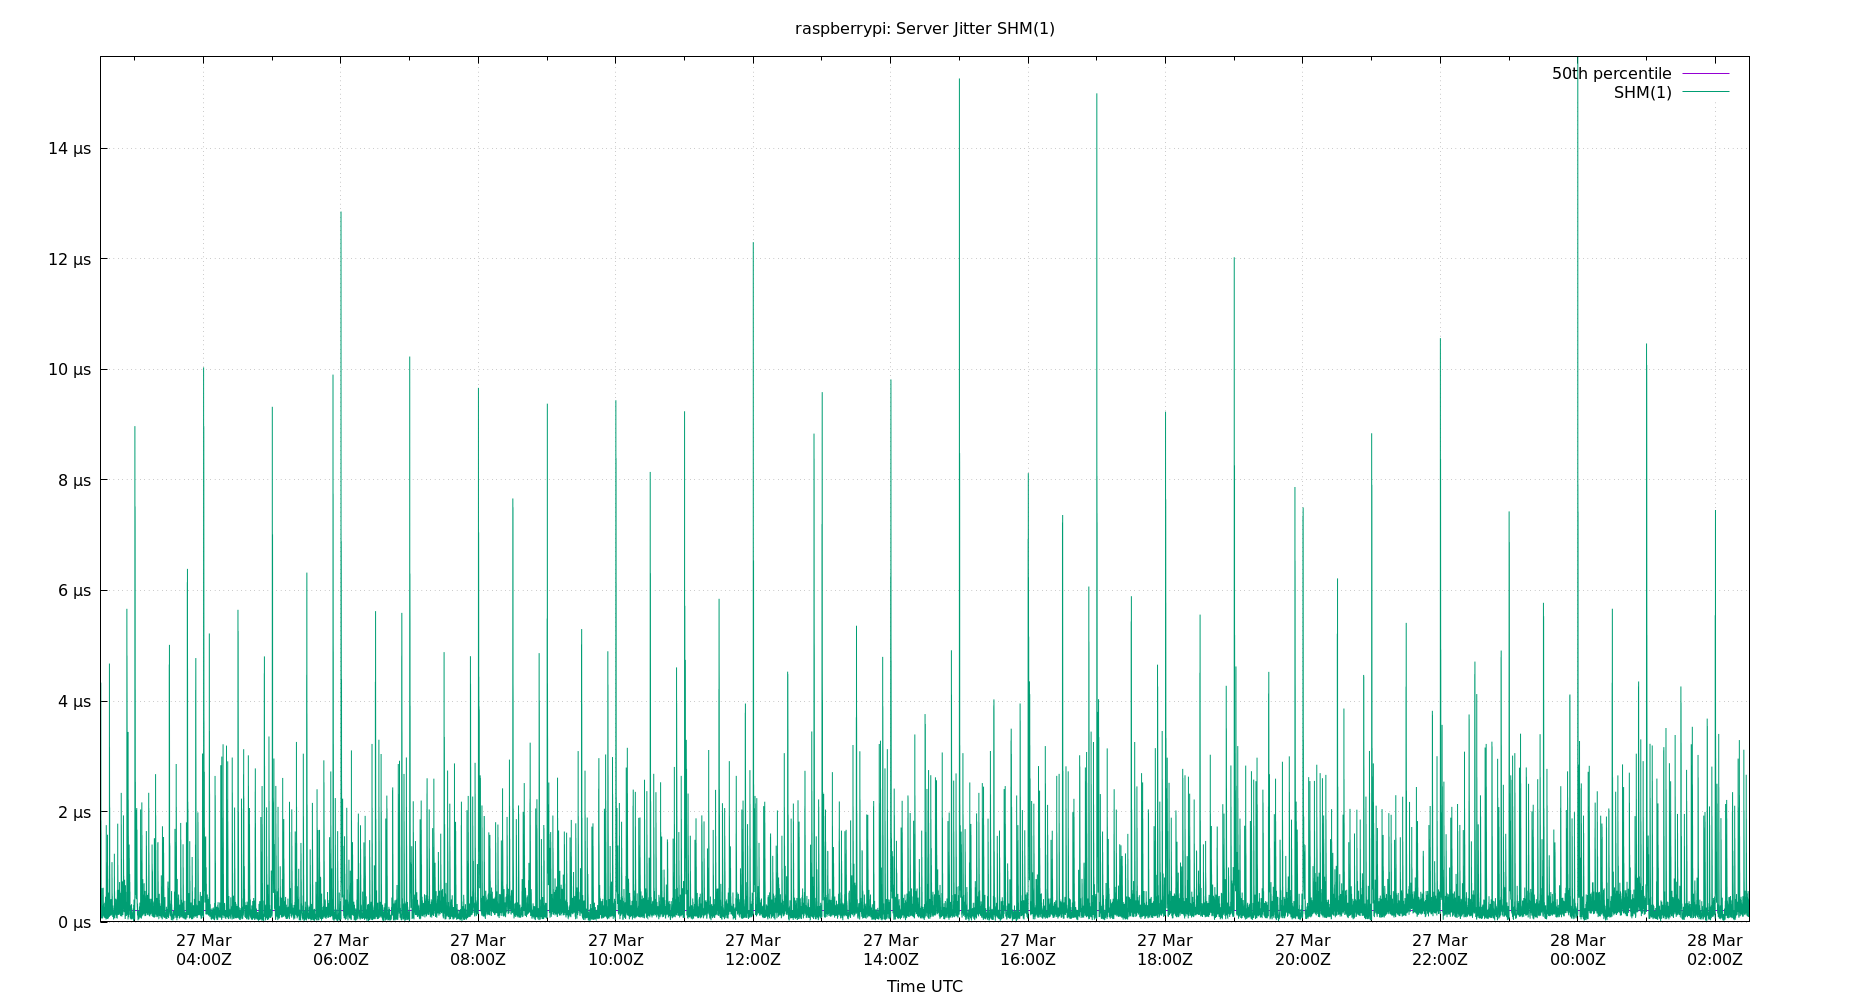 raspberrypi: Server Jitter SHM(1)
50th percentile
SHM(1)
14 µs
12 µs
10 µs
8 µs
6 µs
4 µs
2 µs
0 µs
27 Mar 27 Mar 27 Mar 27 Mar 27 Mar 27 Mar 27 Mar 27 Mar 27 Mar 27 Mar 28 Mar 28 Mar
04:00Z 06:00Z 08:00Z 10:00Z 12:00Z 14:00Z 16:00Z 18:00Z 20:00Z 22:00Z 00:00Z 02:00Z
Time UTC